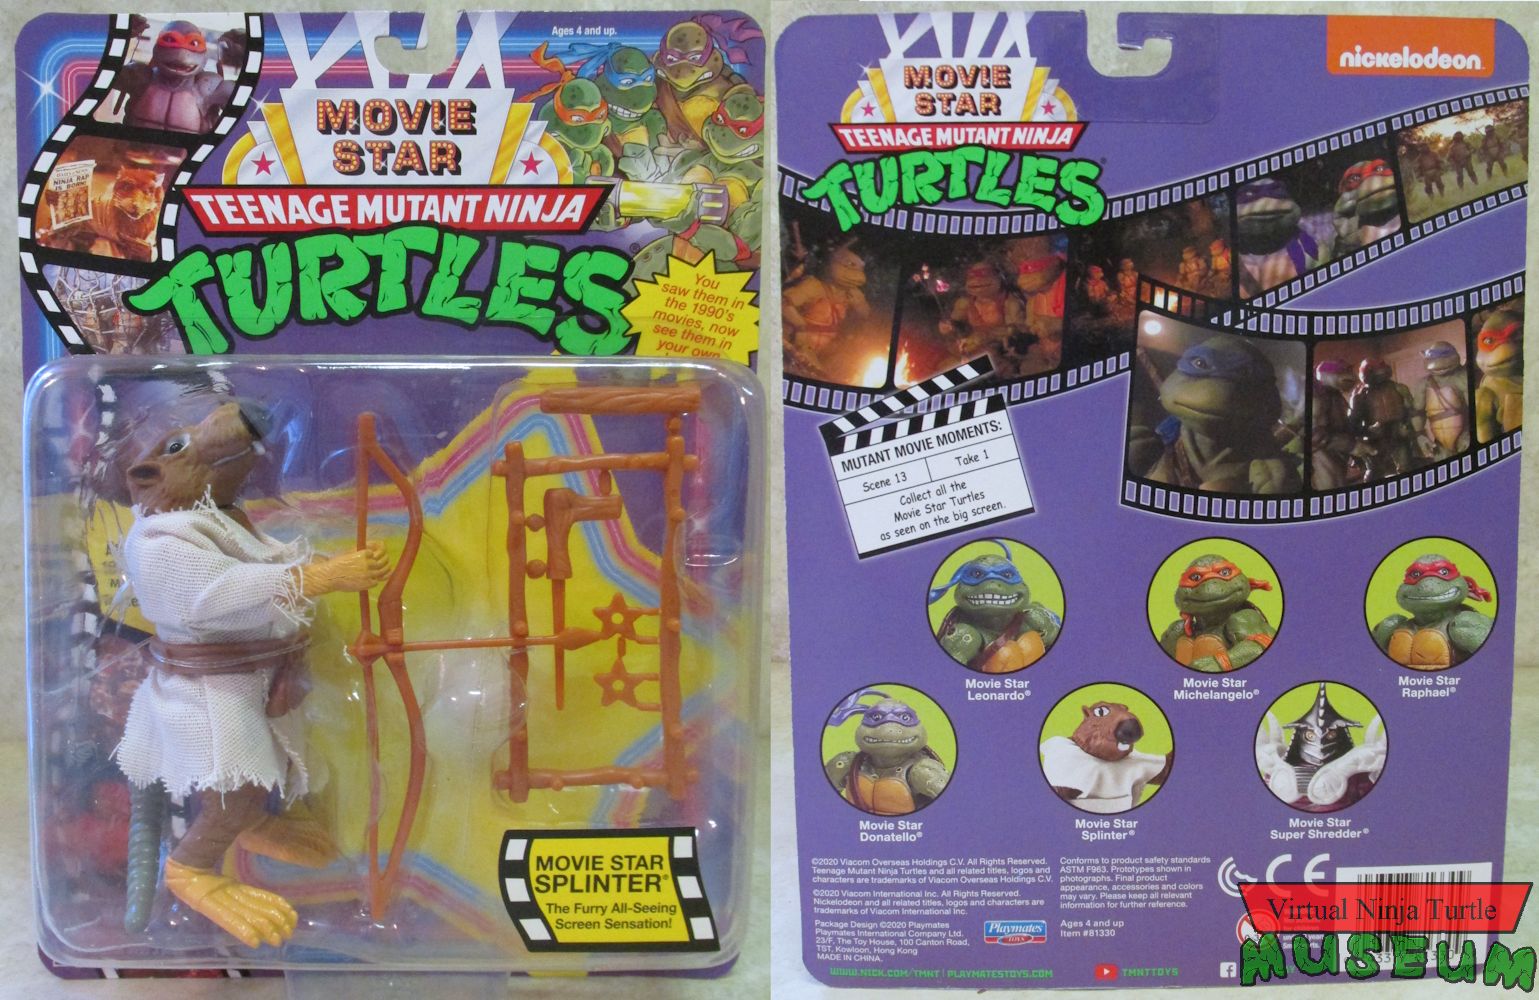 Ages 4 and up.
MOVIE
STAR
TEENAGE MUTANT NINJA
TURTLES®
NINJA RAP
IS BORN!
You
saw them in
the 1990's
movies, now
see them in
your own
MOVIE STAR
SPLINTER®
The Furry All-Seeing
Screen Sensation!
nickelodeon
MOVIE
STAR
TEENAGE MUTANT NINJA
TURTLES®
MUTANT MOVIE MOMENTS:
Scene 13
Take 1
Collect all the
Movie Star Turtles
as seen on the big screen.
Movie Star
Leonardo®
Movie Star
Michelangelo®
Movie Star
Raphael®
Movie Star
Donatello®
Movie Star
Splinter®
Movie Star
Super Shredder®
©2020 Viacom Overseas Holdings C.V. All Rights Reserved.
Teenage Mutant Ninja Turtles and all related titles, logos and
characters are trademarks of Viacom Overseas Holdings C.V.
©2020 Viacom International Inc. All Rights Reserved.
Nickelodeon and all related titles, logos and characters are
trademarks of Viacom International Inc.
Package Design ©2020 Playmates
Playmates International Company Ltd.
23/F, The Toy House, 100 Canton Road,
TST, Kowloon, Hong Kong
MADE IN CHINA.
Conforms to product safety standards
ASTM F963. Prototypes shown in
photographs. Final product
appearance, accessories and colors
may vary. Please keep all relevant
information for further reference.
Playmates
TOYS
Ages 4 and up
Item #81330
CE
WWW.NICK.COM/TMNT | PLAYMATESTOYS.COM
TMNTTOYS
Virtual Ninja Turtle
MUSEUM